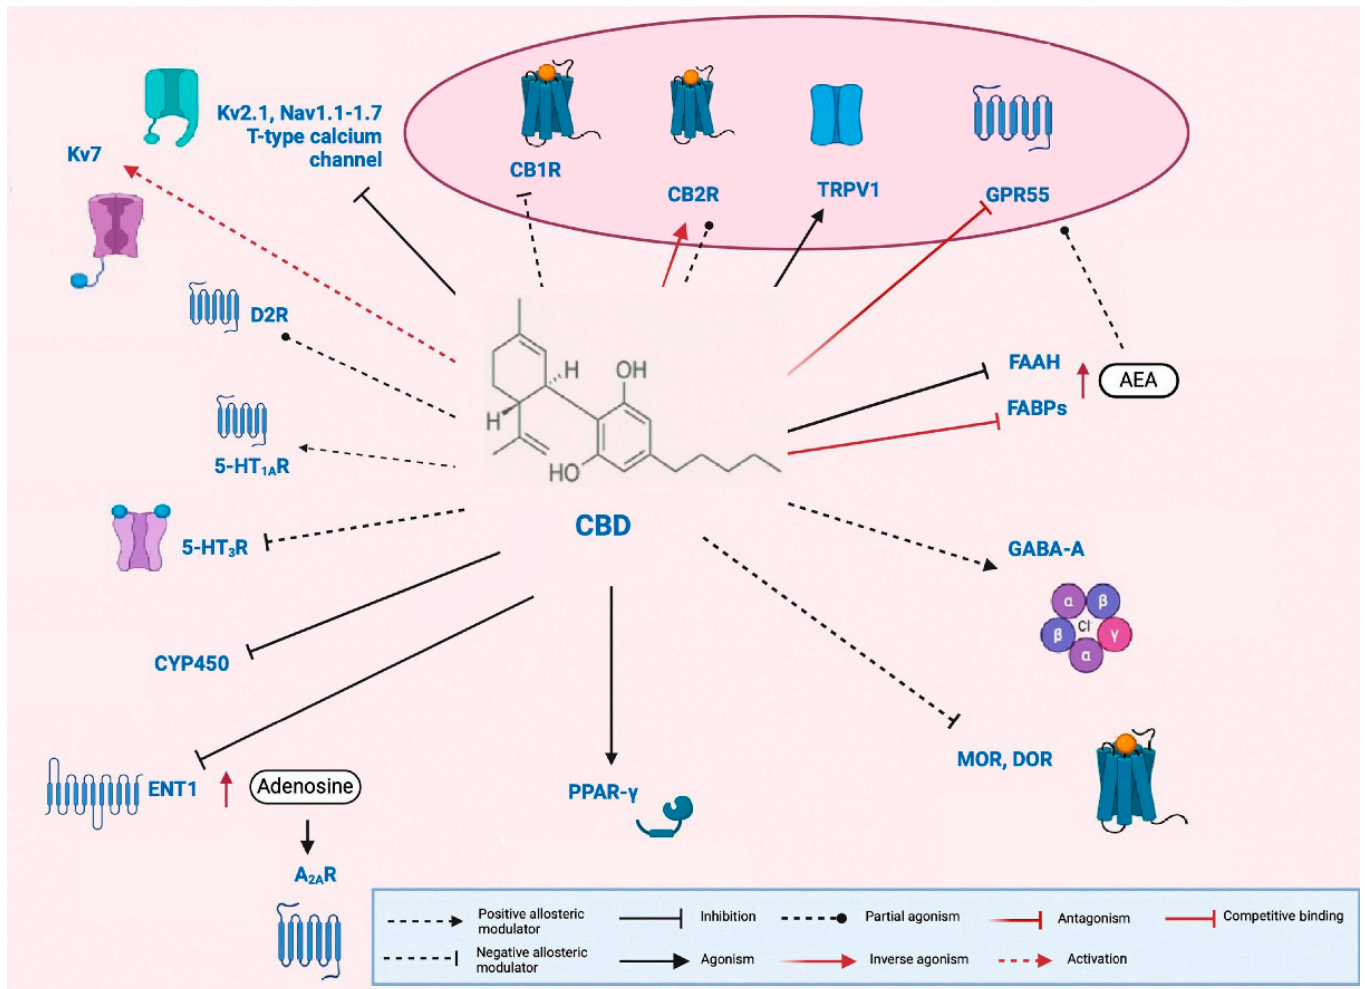 Kv2.1, Nav1.1-1.7
T-type calcium
channel
Kv7
CB1R
CB2R
TRPV1
GPR55
D2R
5-HT₁ₐR
5-HT₃R
CYP450
ENT1
Adenosine
A₂ₐR
H
H
OH
HO
CBD
PPAR-γ
FAAH
FABPs
AEA
GABA-A
α
β
β
Cl⁻
γ
α
MOR, DOR
Positive allosteric
modulator
Inhibition
Partial agonism
Antagonism
Competitive binding
Negative allosteric
modulator
Agonism
Inverse agonism
Activation